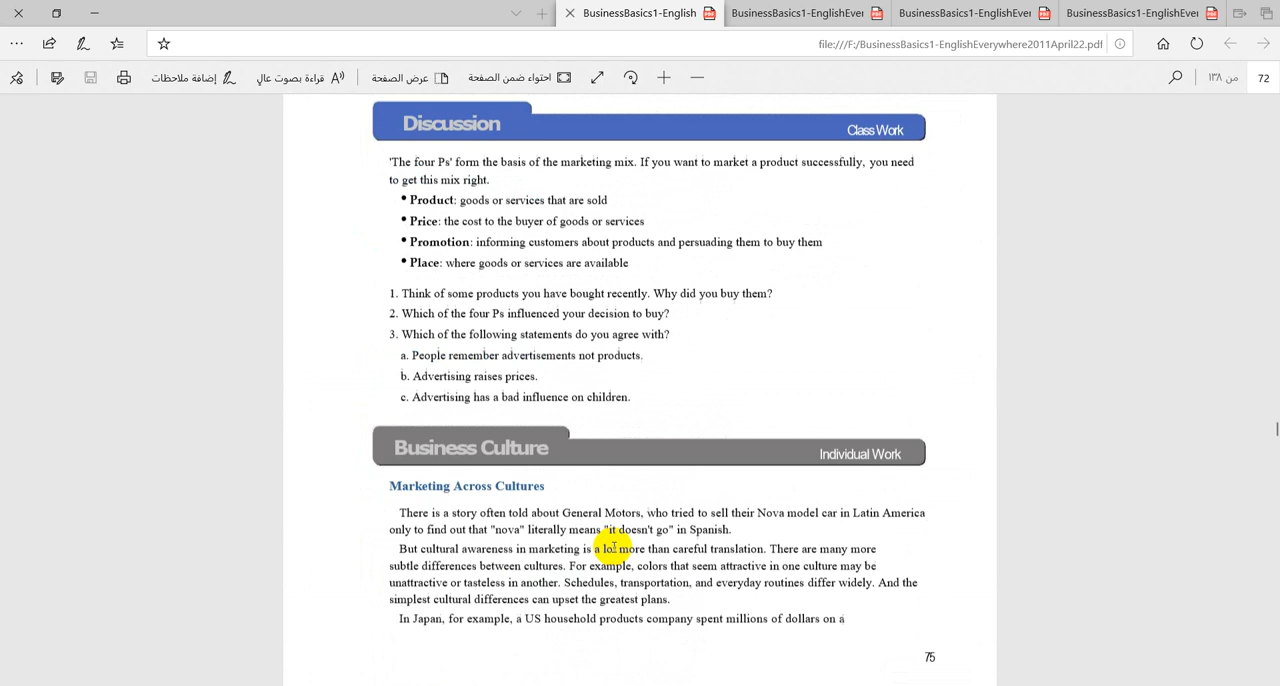 BusinessBasics1-English
BusinessBasics1-EnglishEver
BusinessBasics1-EnglishEver
BusinessBasics1-EnglishEver
file:///F:/BusinessBasics1-EnglishEverywhere2011April22.pdf
إضافة ملاحظات
قراءة بصوت عالٍ
عرض الصفحة
احتواء ضمن الصفحة
من ١٣٨
72
Discussion
Class Work
'The four Ps' form the basis of the marketing mix. If you want to market a product successfully, you need
to get this mix right.
• Product: goods or services that are sold
• Price: the cost to the buyer of goods or services
• Promotion: informing customers about products and persuading them to buy them
• Place: where goods or services are available
1. Think of some products you have bought recently. Why did you buy them?
2. Which of the four Ps influenced your decision to buy?
3. Which of the following statements do you agree with?
a. People remember advertisements not products.
b. Advertising raises prices.
c. Advertising has a bad influence on children.
Business Culture
Individual Work
Marketing Across Cultures
There is a story often told about General Motors, who tried to sell their Nova model car in Latin America
only to find out that "nova" literally means "it doesn't go" in Spanish.
But cultural awareness in marketing is a lot more than careful translation. There are many more
subtle differences between cultures. For example, colors that seem attractive in one culture may be
unattractive or tasteless in another. Schedules, transportation, and everyday routines differ widely. And the
simplest cultural differences can upset the greatest plans.
In Japan, for example, a US household products company spent millions of dollars on a
75